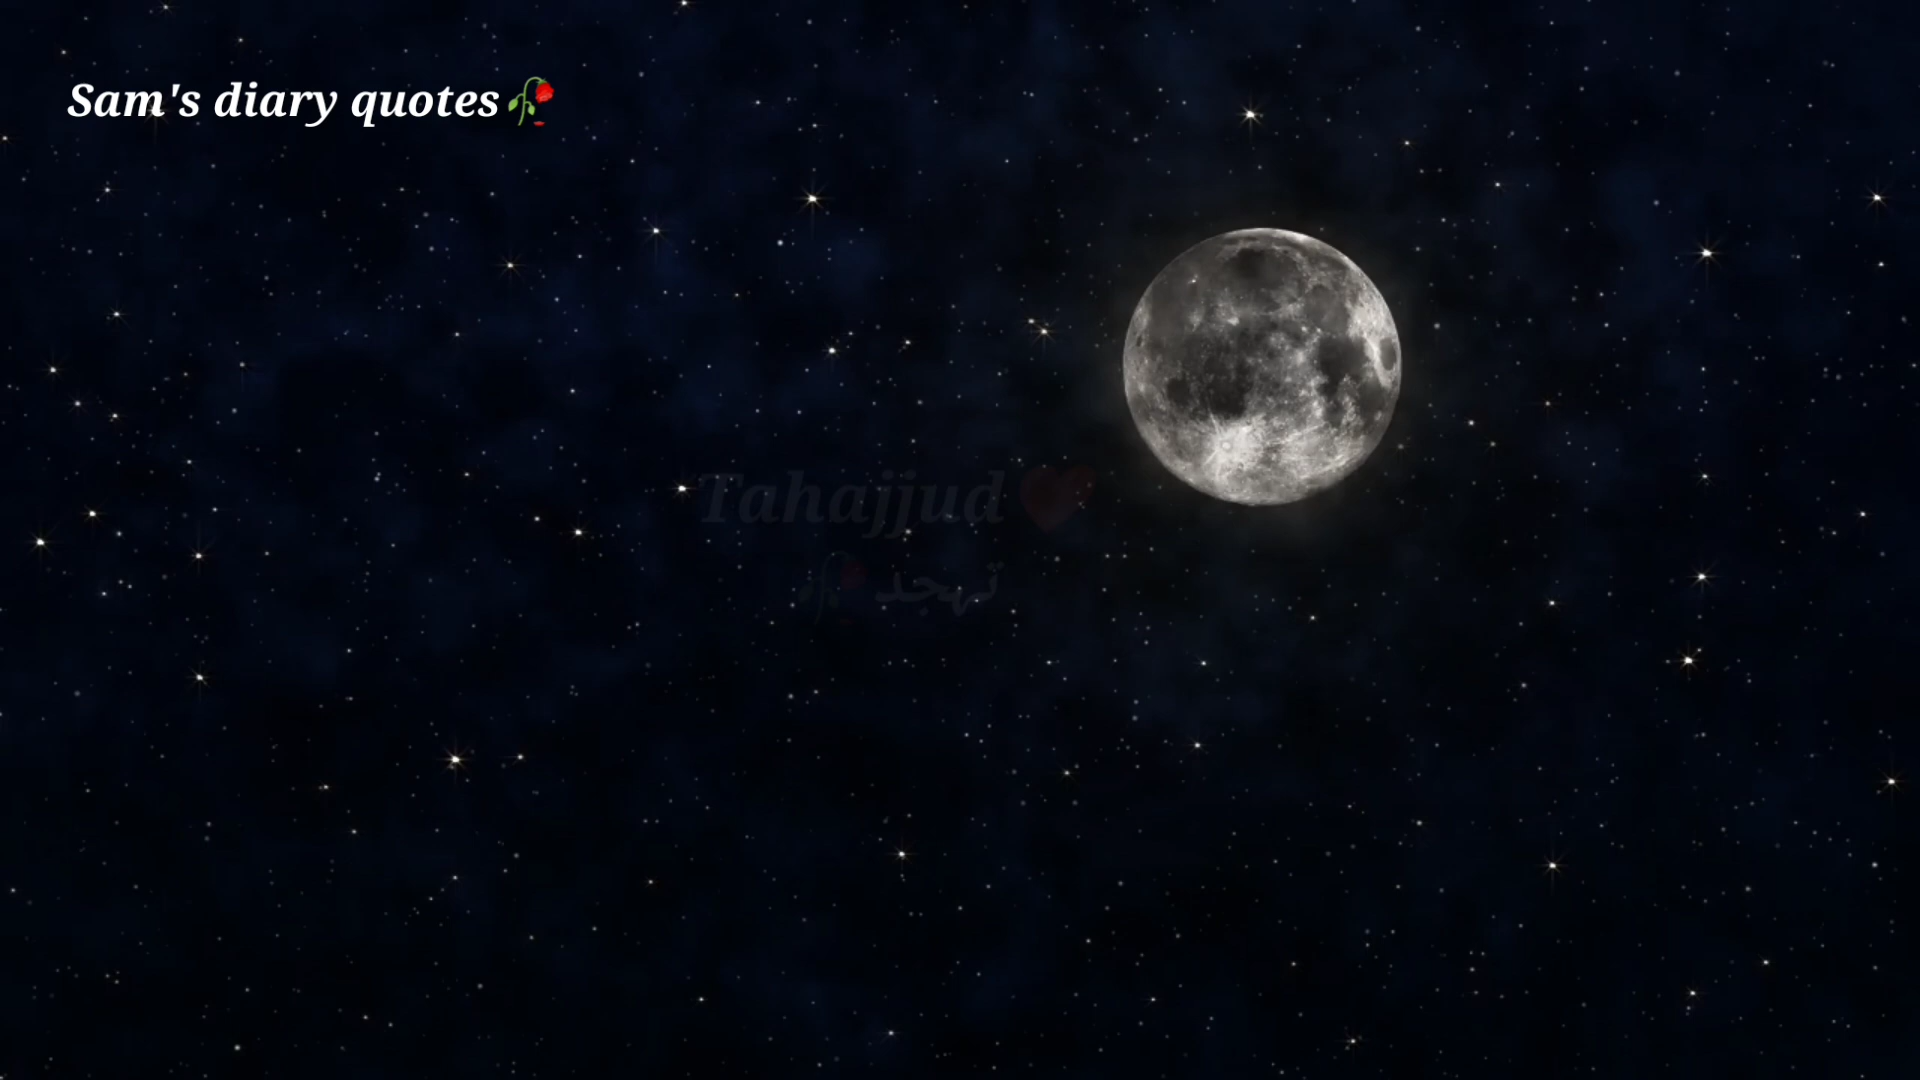 Sam's diary quotes🥀
Tahajjud ❤️
تہجد 🥀